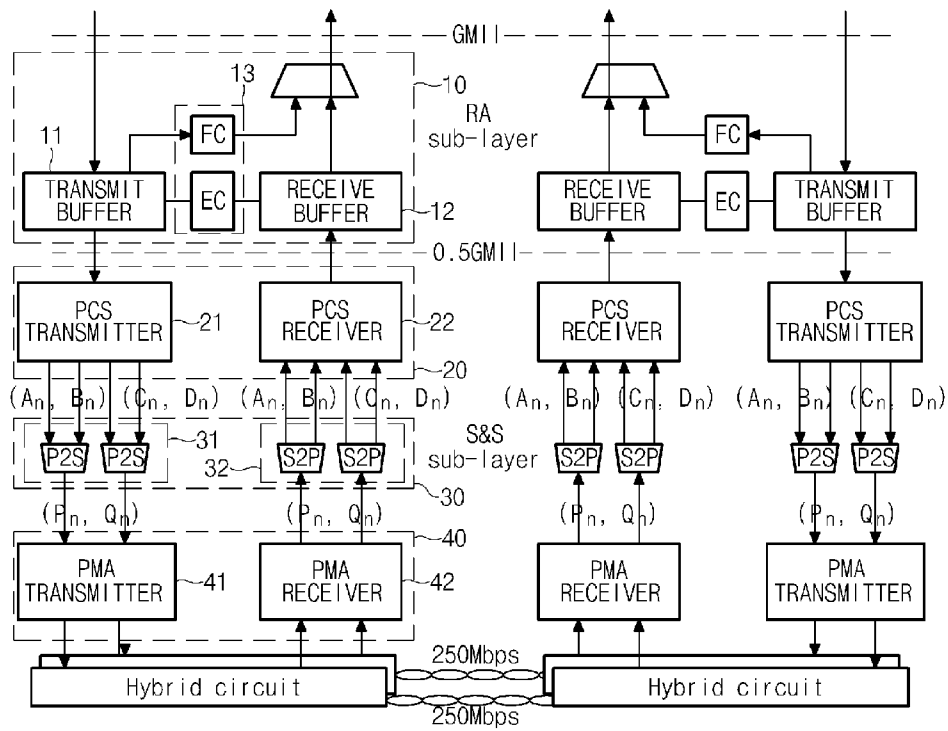 GMII
13
10
RA
sub-layer
FC
FC
11
TRANSMIT
BUFFER
EC
RECEIVE
BUFFER
12
RECEIVE
BUFFER
EC
TRANSMIT
BUFFER
0.5GMII
PCS
TRANSMITTER
21
PCS
RECEIVER
22
20
PCS
RECEIVER
PCS
TRANSMITTER
(An, Bn) (Cn, Dn)
(An, Bn) (Cn, Dn)
(An, Bn) (Cn, Dn)
(An, Bn) (Cn, Dn)
31
P2S P2S
32
S2P S2P
S&S
sub-layer
30
S2P S2P
P2S P2S
(Pn, Qn)
(Pn, Qn)
(Pn, Qn)
(Pn, Qn)
40
PMA
TRANSMITTER
41
PMA
RECEIVER
42
PMA
RECEIVER
PMA
TRANSMITTER
250Mbps
Hybrid circuit
Hybrid circuit
250Mbps